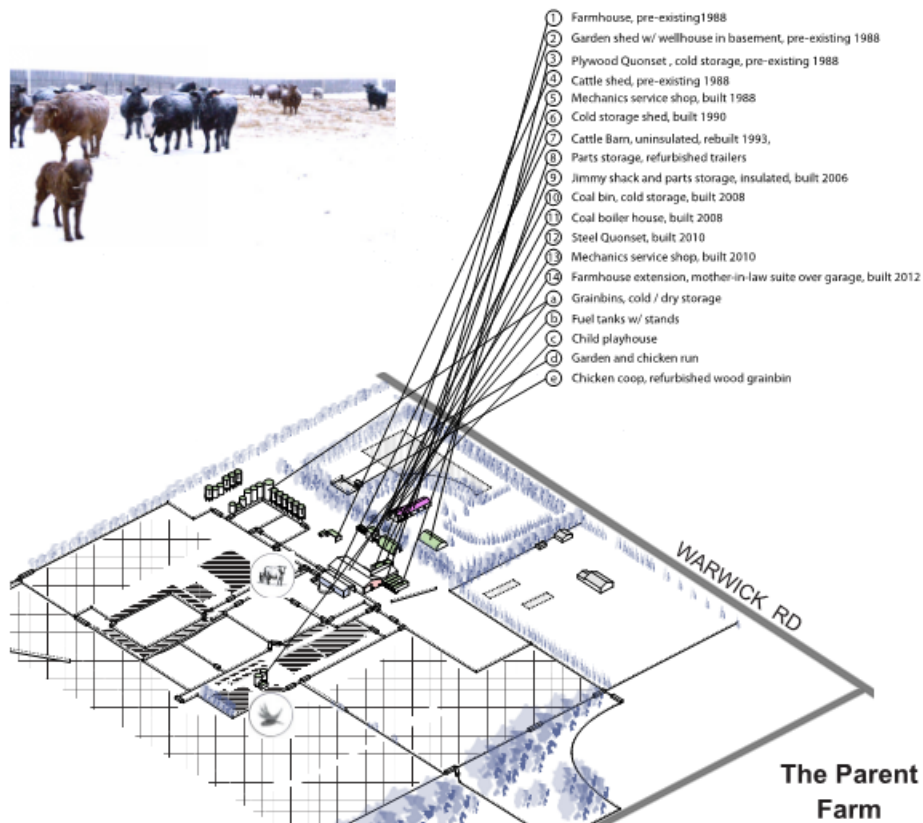 1 Farmhouse, pre-existing1988
2 Garden shed w/ wellhouse in basement, pre-existing 1988
3 Plywood Quonset , cold storage, pre-existing 1988
4 Cattle shed, pre-existing 1988
5 Mechanics service shop, built 1988
6 Cold storage shed, built 1990
7 Cattle Barn, uninsulated, rebuilt 1993,
8 Parts storage, refurbished trailers
9 Jimmy shack and parts storage, insulated, built 2006
10 Coal bin, cold storage, built 2008
11 Coal boiler house, built 2008
12 Steel Quonset, built 2010
13 Mechanics service shop, built 2010
14 Farmhouse extension, mother-in-law suite over garage, built 2012
a Grainbins, cold / dry storage
b Fuel tanks w/ stands
c Child playhouse
d Garden and chicken run
e Chicken coop, refurbished wood grainbin
WARWICK RD
The Parent
Farm